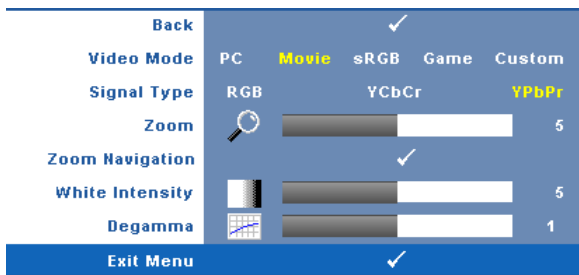 Back
Video Mode PC Movie sRGB Game Custom
Signal Type RGB YCbCr YPbPr
Zoom 5
Zoom Navigation
White Intensity 5
Degamma 1
Exit Menu